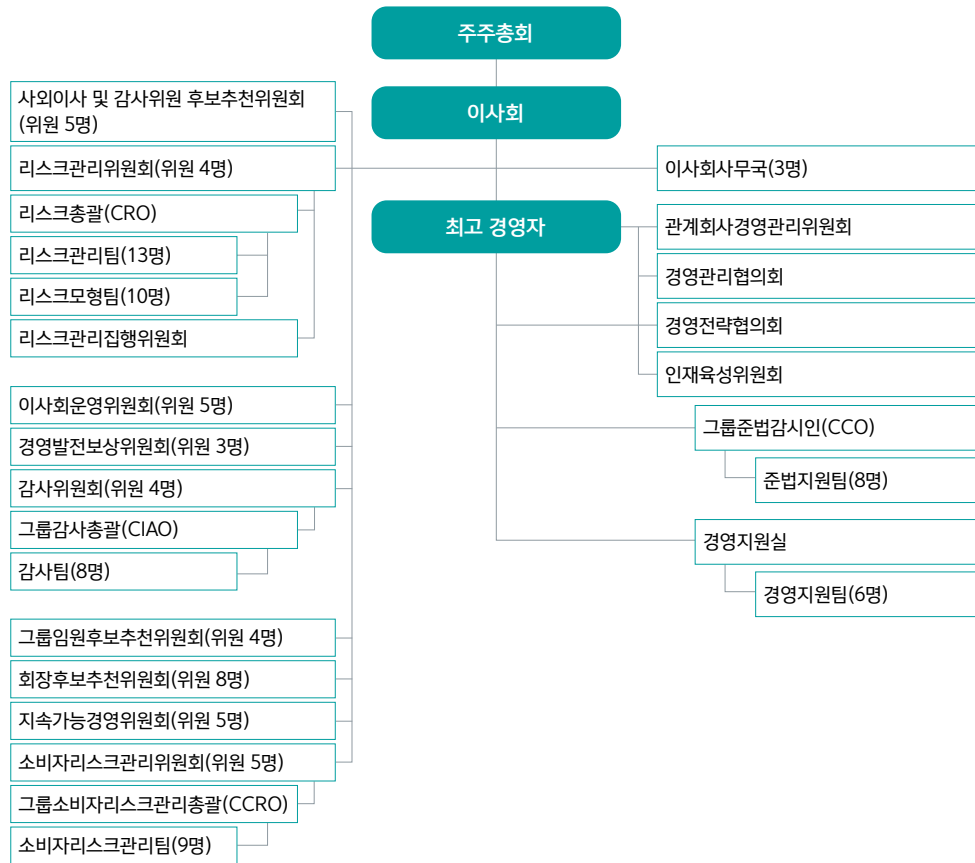 주주총회
이사회
최고 경영자
사외이사 및 감사위원 후보추천위원회
(위원 5명)
리스크관리위원회(위원 4명)
리스크총괄(CRO)
리스크관리팀(13명)
리스크모형팀(10명)
리스크관리집행위원회
이사회운영위원회(위원 5명)
경영발전보상위원회(위원 3명)
감사위원회(위원 4명)
그룹감사총괄(CIAO)
감사팀(8명)
그룹임원후보추천위원회(위원 4명)
회장후보추천위원회(위원 8명)
지속가능경영위원회(위원 5명)
소비자리스크관리위원회(위원 5명)
그룹소비자리스크관리총괄(CCRO)
소비자리스크관리팀(9명)
이사회사무국(3명)
관계회사경영관리위원회
경영관리협의회
경영전략협의회
인재육성위원회
그룹준법감시인(CCO)
준법지원팀(8명)
경영지원실
경영지원팀(6명)